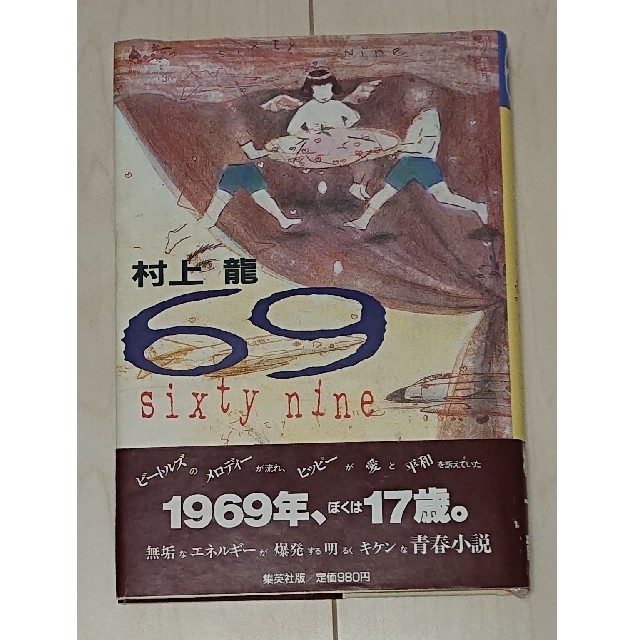 SIXTY NINE
村上 龍
69
sixty nine
ビートルズのメロディーが流れ、ヒッピーが愛と平和を訴えていた
1969年、ぼくは17歳。
無垢なエネルギーが爆発する明るくキケンな青春小説
集英社版/定価980円